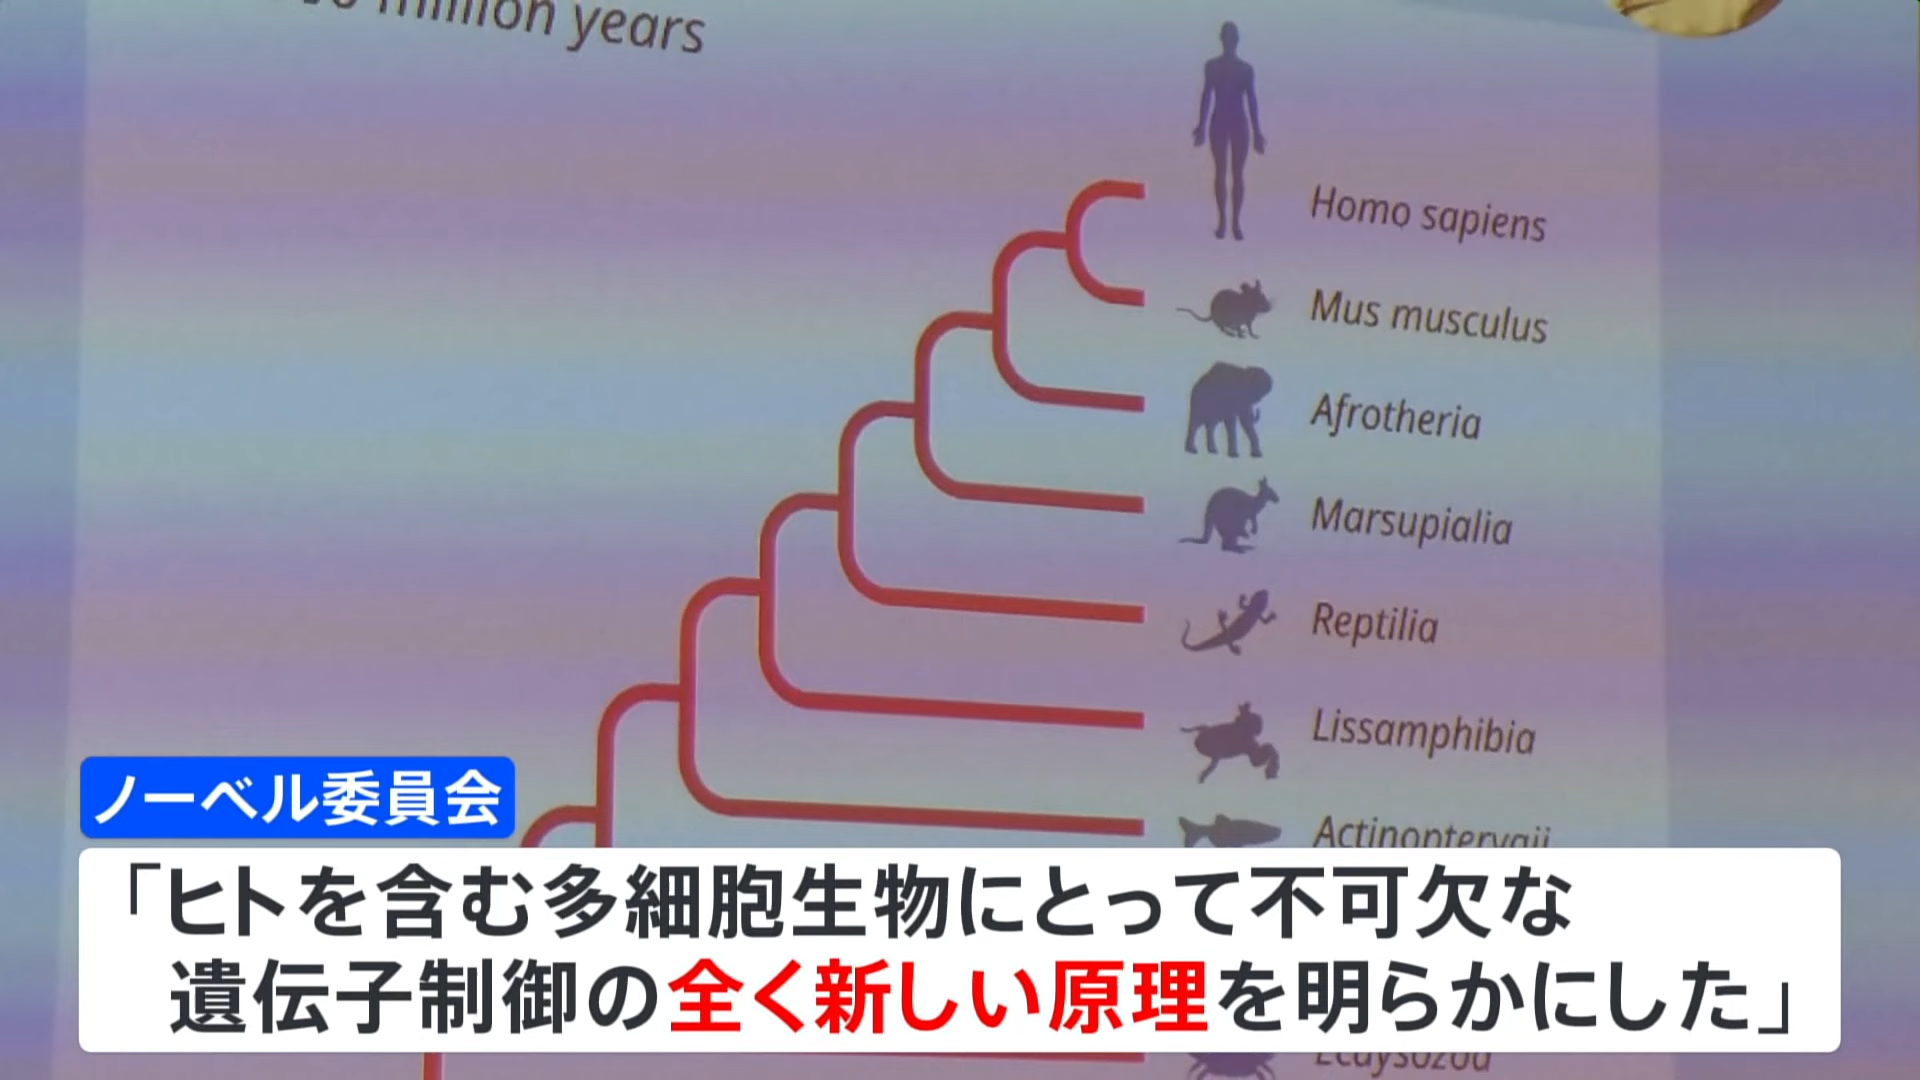 million years
Homo sapiens
Mus musculus
Afrotheria
Marsupialia
Reptilia
Lissamphibia
Actinopterygii
ノーベル委員会
「ヒトを含む多細胞生物にとって不可欠な
遺伝子制御の全く新しい原理を明らかにした」
Ecdysozoa